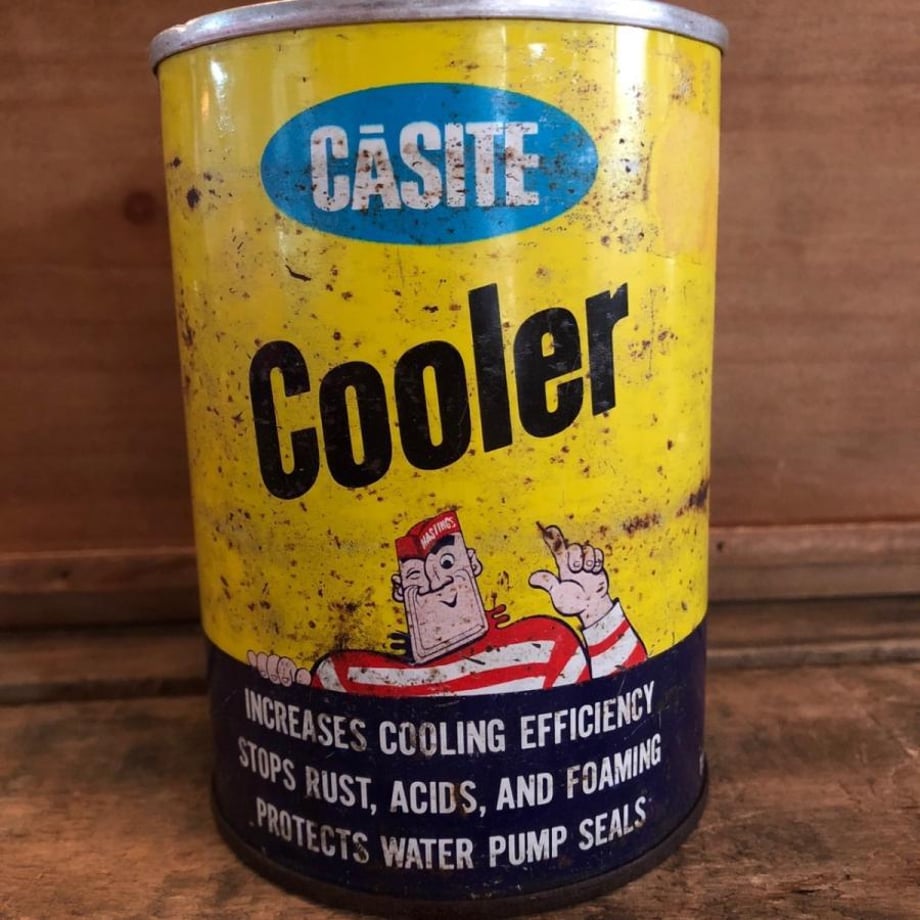 CĀSITE
Cooler
HASTINGS
INCREASES COOLING EFFICIENCY
STOPS RUST, ACIDS, AND FOAMING
PROTECTS WATER PUMP SEALS